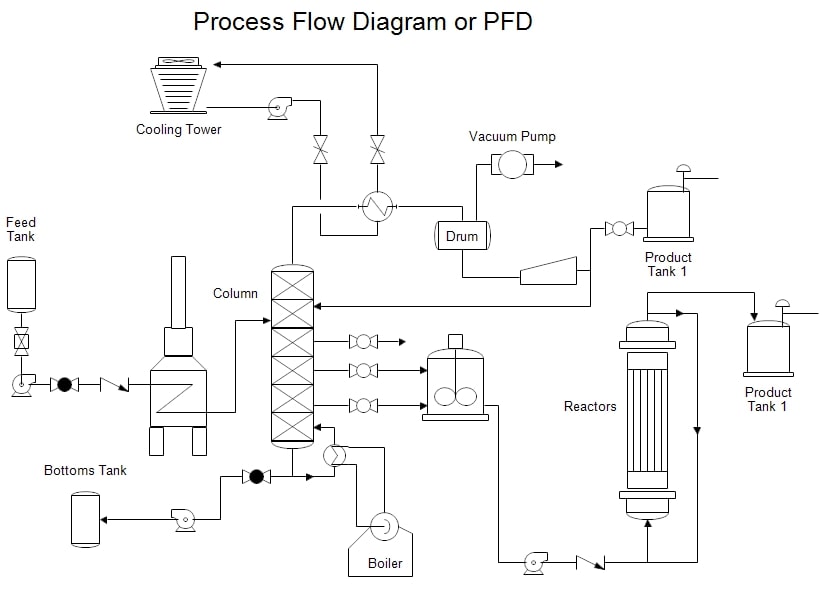 Process Flow Diagram or PFD
Cooling Tower
Vacuum Pump
Feed
Tank
Drum
Product
Tank 1
Column
Product
Tank 1
Reactors
Bottoms Tank
Boiler